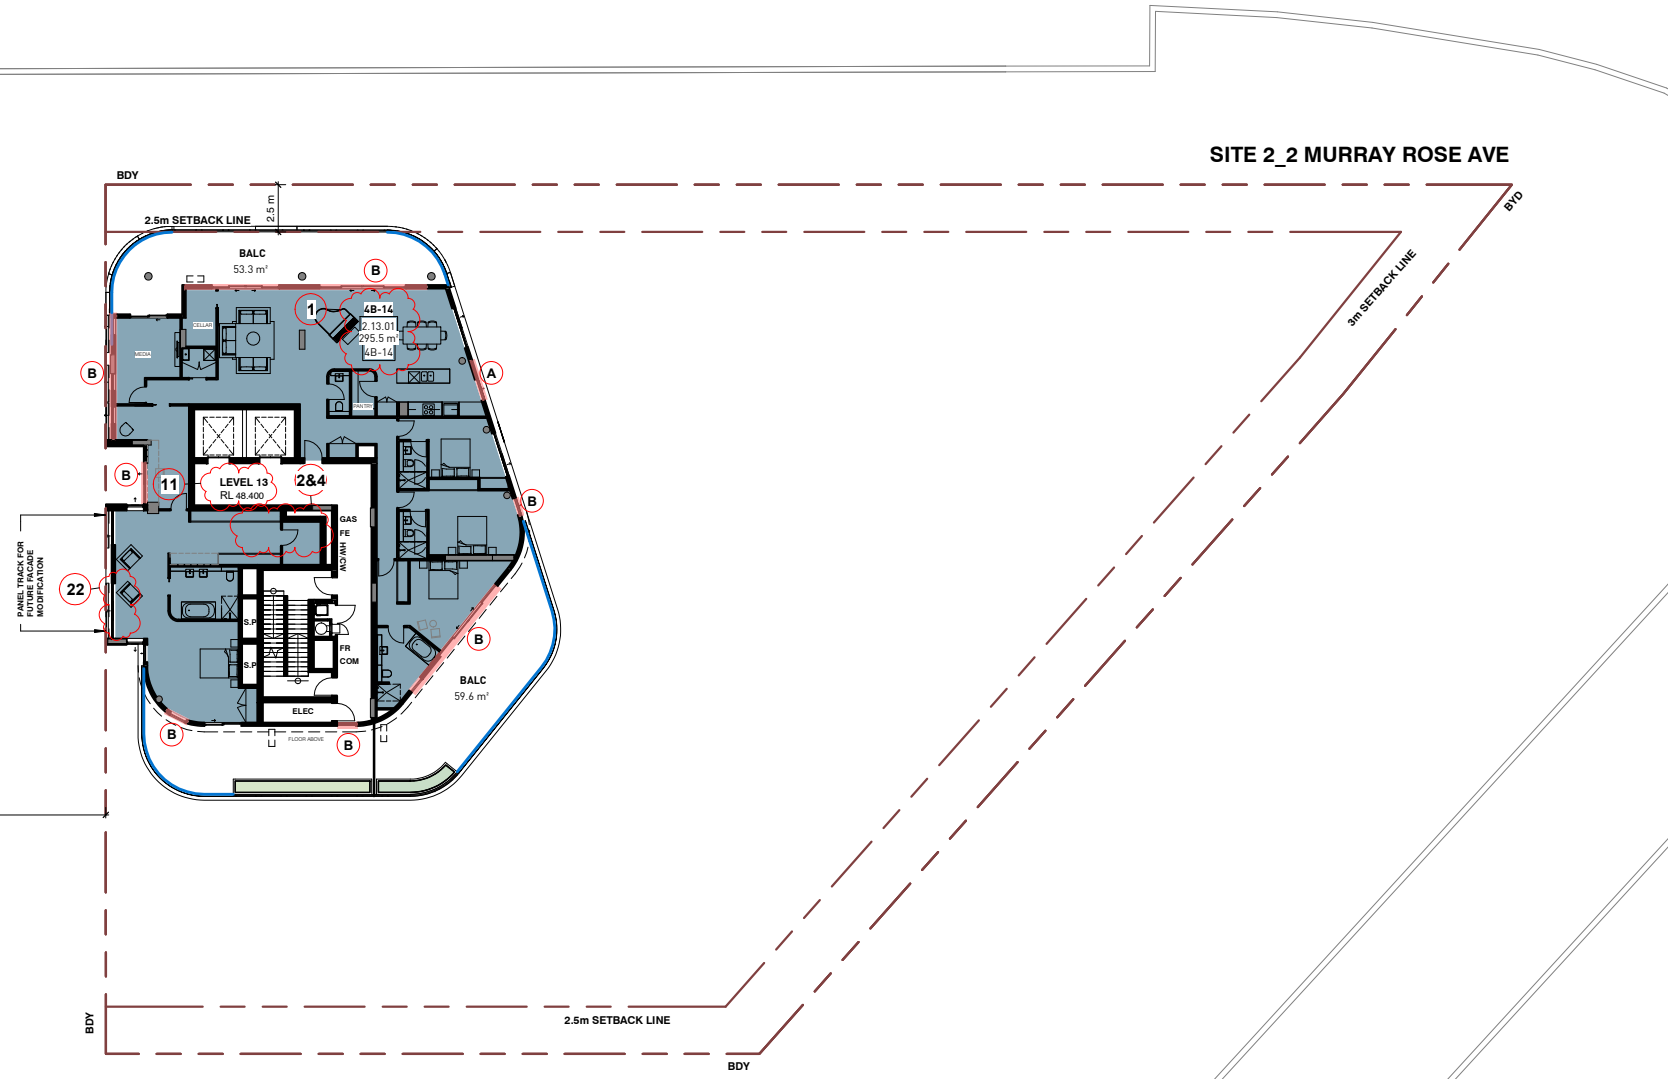 SITE 2_2 MURRAY ROSE AVE
BDY
BYD
2.5 m
2.5m SETBACK LINE
3m SETBACK LINE
BALC
53.3 m²
B
1
4B-14
2.13.01
295.5 m²
4B-14
CELLAR
MEDIA
B
A
PANTRY
B
11
LEVEL 13
RL 48.400
2&4
B
GAS
FE
HW/CW
PANEL TRACK FOR
FUTURE FACADE
MODIFICATION
22
S.P
S.P
FR
COM
B
BALC
59.6 m²
ELEC
B
B
FLOOR ABOVE
BDY
2.5m SETBACK LINE
BDY